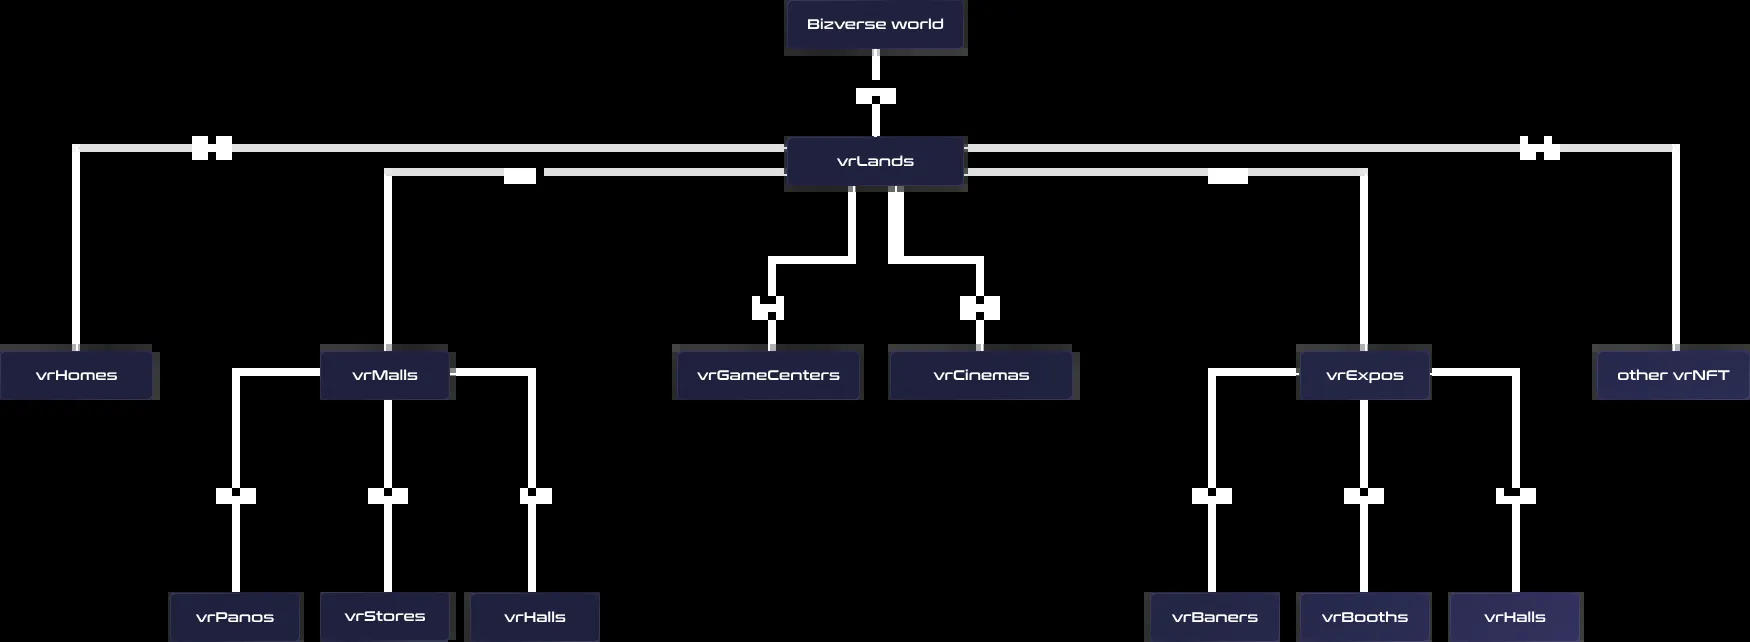 Bizverse world
vrLands
vrHomes
vrMalls
vrGameCenters
vrCinemas
vrExpos
other vrNFT
vrPanos
vrStores
vrHalls
vrBaners
vrBooths
vrHalls